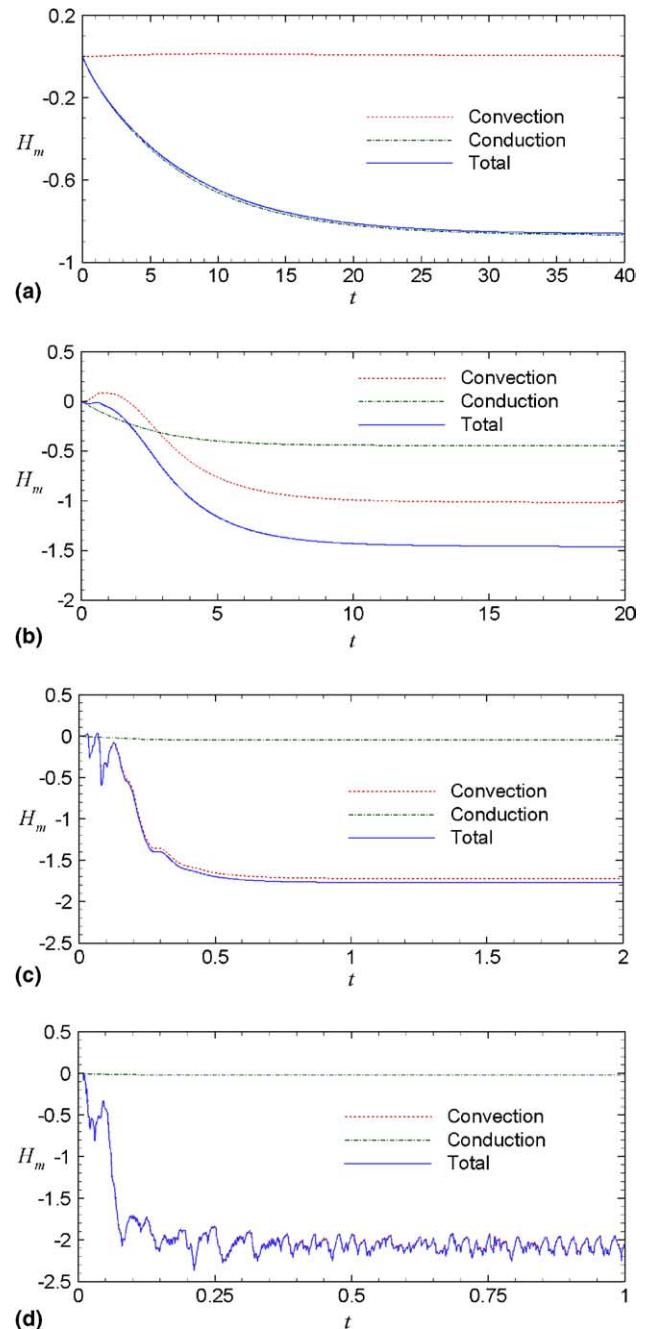 0.2
-0.2
H_m
-0.6
-1
0 5 10 15 20 25 30 35 40
t
Convection
Conduction
Total
(a)
0.5
0
-0.5
H_m
-1
-1.5
-2
0 5 10 15 20
t
Convection
Conduction
Total
(b)
0.5
0
-0.5
H_m
-1
-1.5
-2
-2.5
0 0.5 1 1.5 2
t
Convection
Conduction
Total
(c)
0.5
0
-0.5
H_m
-1
-1.5
-2
-2.5
0 0.25 0.5 0.75 1
t
Convection
Conduction
Total
(d)